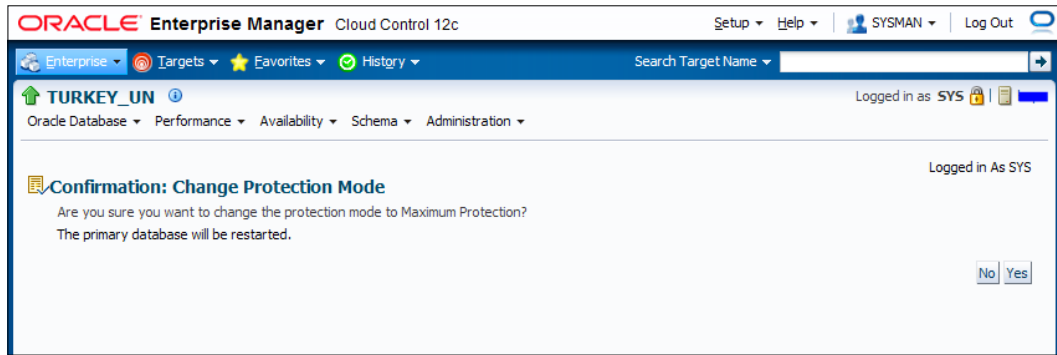 ORACLE Enterprise Manager Cloud Control 12c Setup Help SYSMAN Log Out
Enterprise Targets Favorites History Search Target Name
TURKEY_UN Logged in as SYS
Oracle Database Performance Availability Schema Administration
Logged in As SYS
Confirmation: Change Protection Mode
Are you sure you want to change the protection mode to Maximum Protection?
The primary database will be restarted.
No Yes